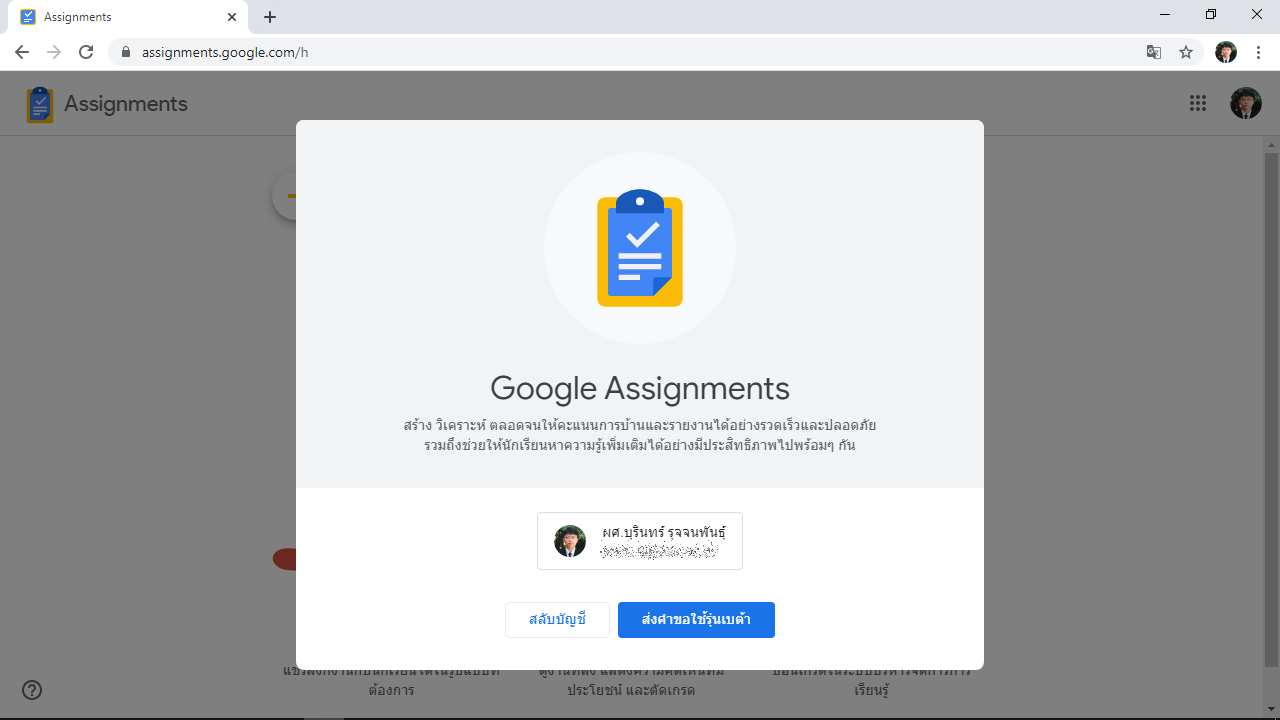 Assignments
assignments.google.com/h
Assignments
Google Assignments
สร้าง วิเคราะห์ ตลอดจนให้คะแนนการบ้านและรายงานได้อย่างรวดเร็วและปลอดภัย
รวมถึงช่วยให้นักเรียนหาความรู้เพิ่มเติมได้อย่างมีประสิทธิภาพไปพร้อมๆ กัน
ผศ.บุรินทร์ รุจจนพันธุ์
สลับบัญชี
ส่งคำขอใช้รุ่นเบต้า
ต้องการ
ประโยชน์ และตัดเกรด
เรียนรู้